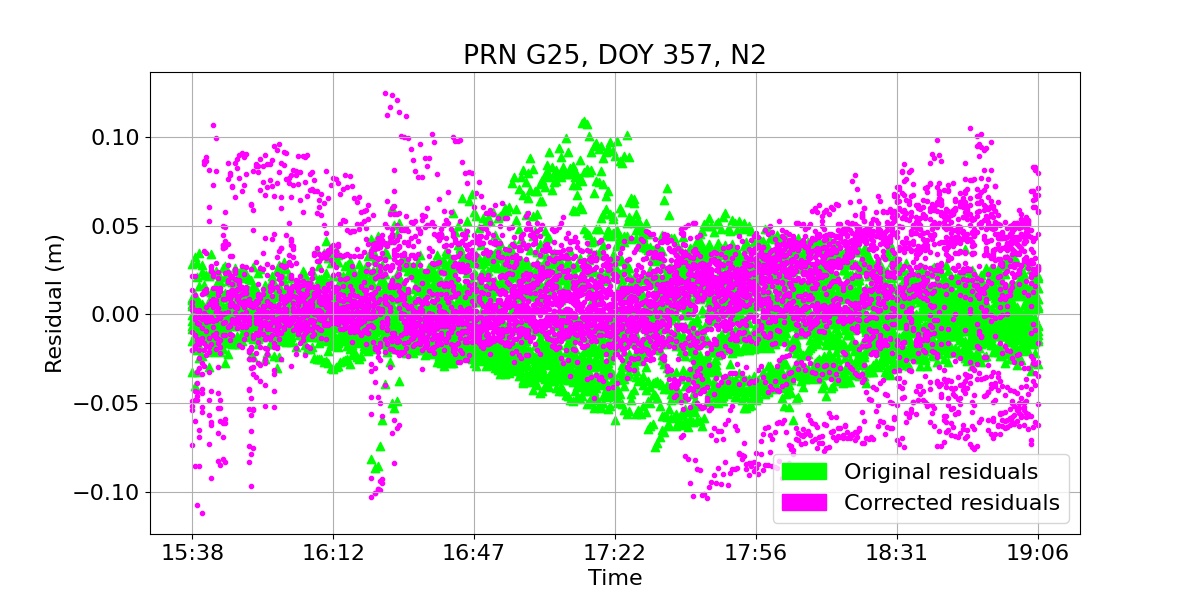 PRN G25, DOY 357, N2
Residual (m)
0.10
0.05
0.00
−0.05
−0.10
15:38 16:12 16:47 17:22 17:56 18:31 19:06
Time
Original residuals
Corrected residuals